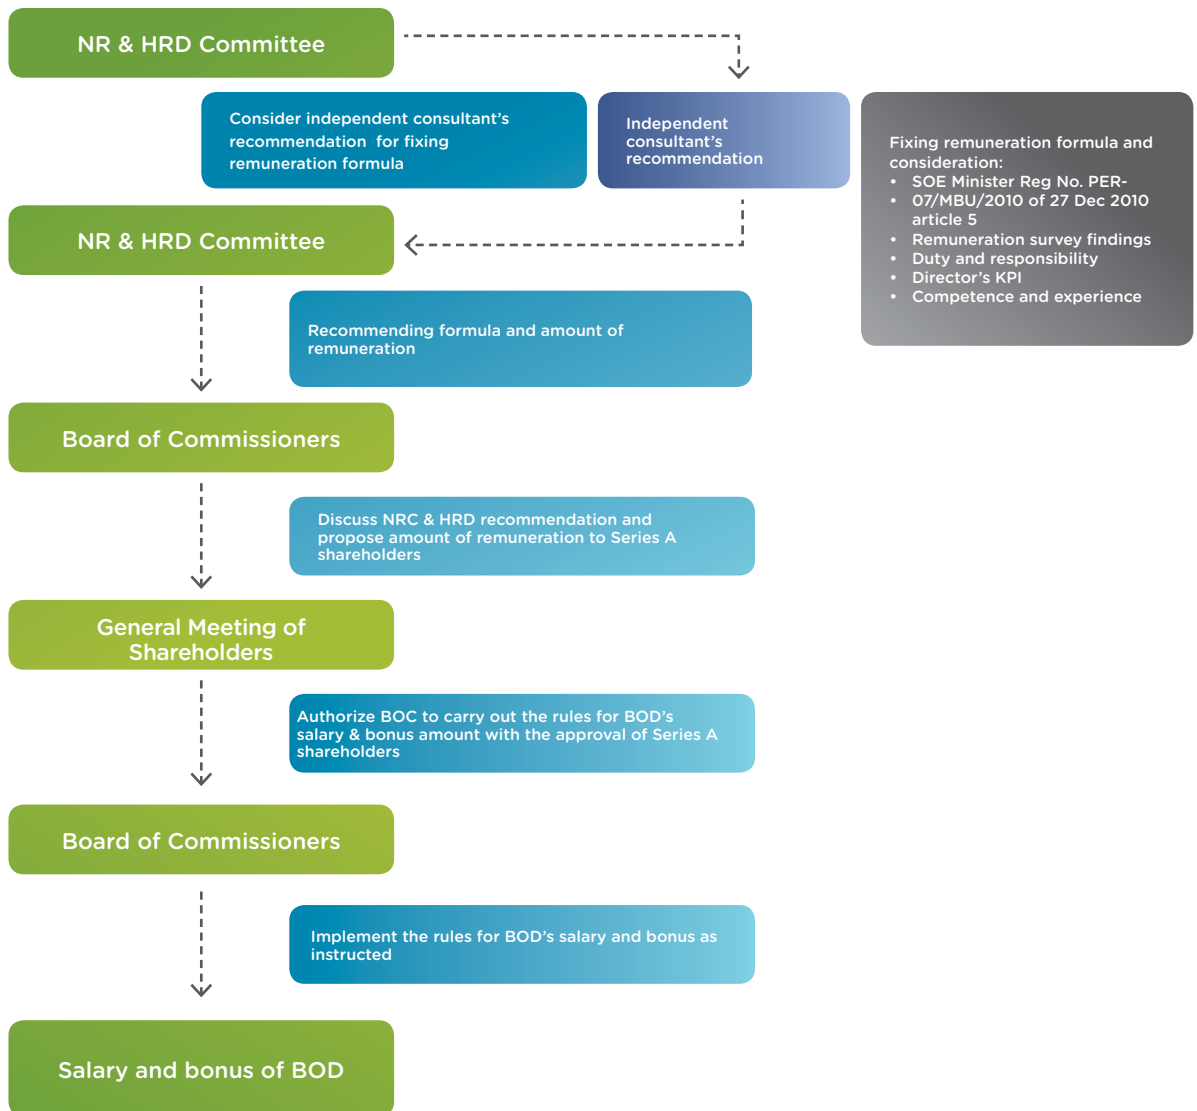 NR & HRD Committee
Consider independent consultant's
recommendation for fixing
remuneration formula
Independent
consultant's
recommendation
Fixing remuneration formula and
consideration:
• SOE Minister Reg No. PER-
• 07/MBU/2010 of 27 Dec 2010
article 5
• Remuneration survey findings
• Duty and responsibility
• Director's KPI
• Competence and experience
NR & HRD Committee
Recommending formula and amount of
remuneration
Board of Commissioners
Discuss NRC & HRD recommendation and
propose amount of remuneration to Series A
shareholders
General Meeting of
Shareholders
Authorize BOC to carry out the rules for BOD's
salary & bonus amount with the approval of Series A
shareholders
Board of Commissioners
Implement the rules for BOD's salary and bonus as
instructed
Salary and bonus of BOD